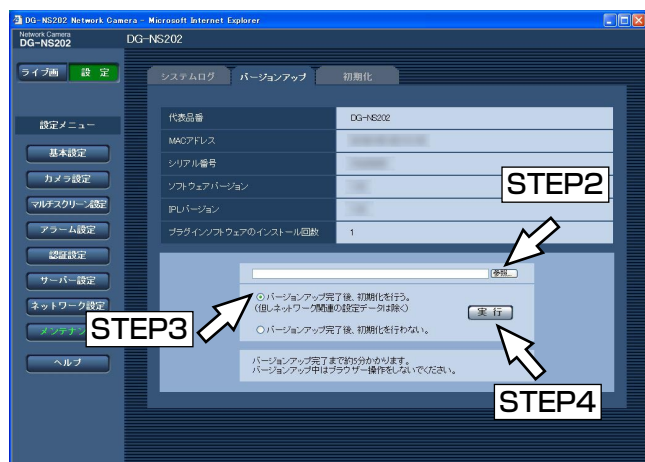 DG-NS202 Network Camera - Microsoft Internet Explorer
Network Camera
DG-NS202
DG-NS202
ライブ画
設 定
システムログ
バージョンアップ
初期化
設定メニュー
基本設定
カメラ設定
マルチスクリーン設定
アラーム設定
認証設定
サーバー設定
ネットワーク設定
メンテナン
ヘルプ
代表品番
DG-NS202
MACアドレス
シリアル番号
ソフトウェアバージョン
IPLバージョン
プラグインソフトウェアのインストール回数
1
STEP2
参照...
STEP3
バージョンアップ完了後、初期化を行う。
(但しネットワーク関連の設定データは除く)
バージョンアップ完了後、初期化を行わない。
実 行
STEP4
バージョンアップ完了まで約5分かかります。
バージョンアップ中はブラウザー操作をしないでください。